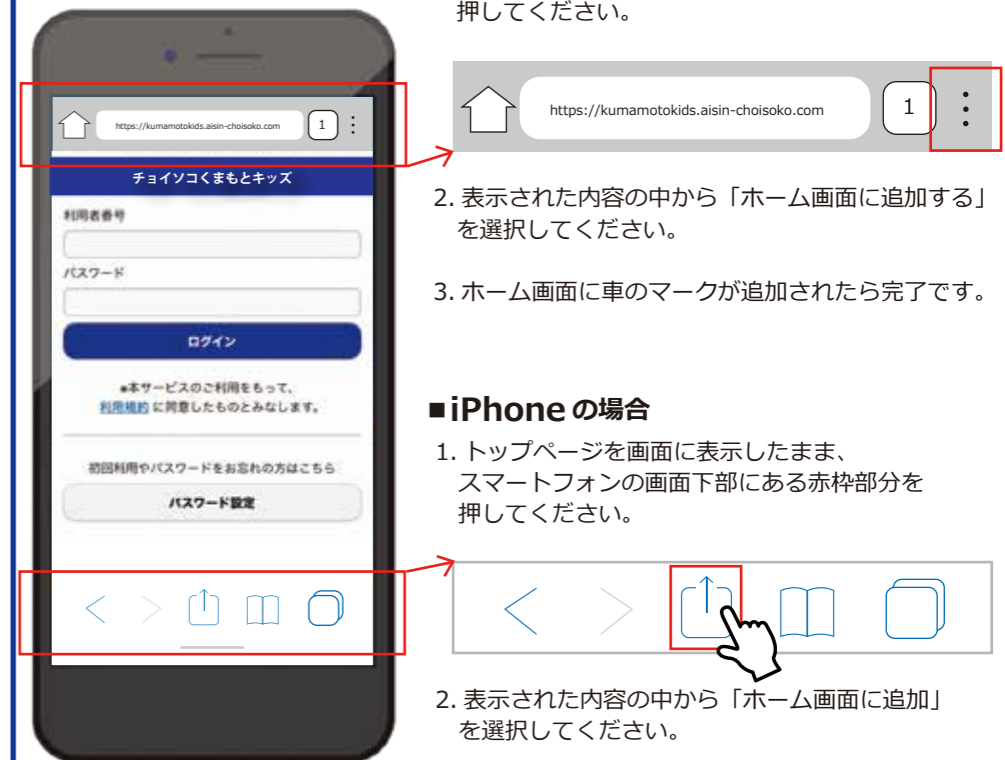 押してください。
https://kumamotokids.aisin-choisoko.com 1
https://kumamotokids.aisin-choisoko.com 1
チョイソコくまもとキッズ
利用者番号
パスワード
ログイン
※本サービスのご利用をもって、
利用規約に同意したものとみなします。
初回利用やパスワードをお忘れの方はこちら
パスワード設定
2. 表示された内容の中から「ホーム画面に追加する」
を選択してください。
3. ホーム画面に車のマークが追加されたら完了です。
■iPhone の場合
1. トップページを画面に表示したまま、
スマートフォンの画面下部にある赤枠部分を
押してください。
2. 表示された内容の中から「ホーム画面に追加」
を選択してください。